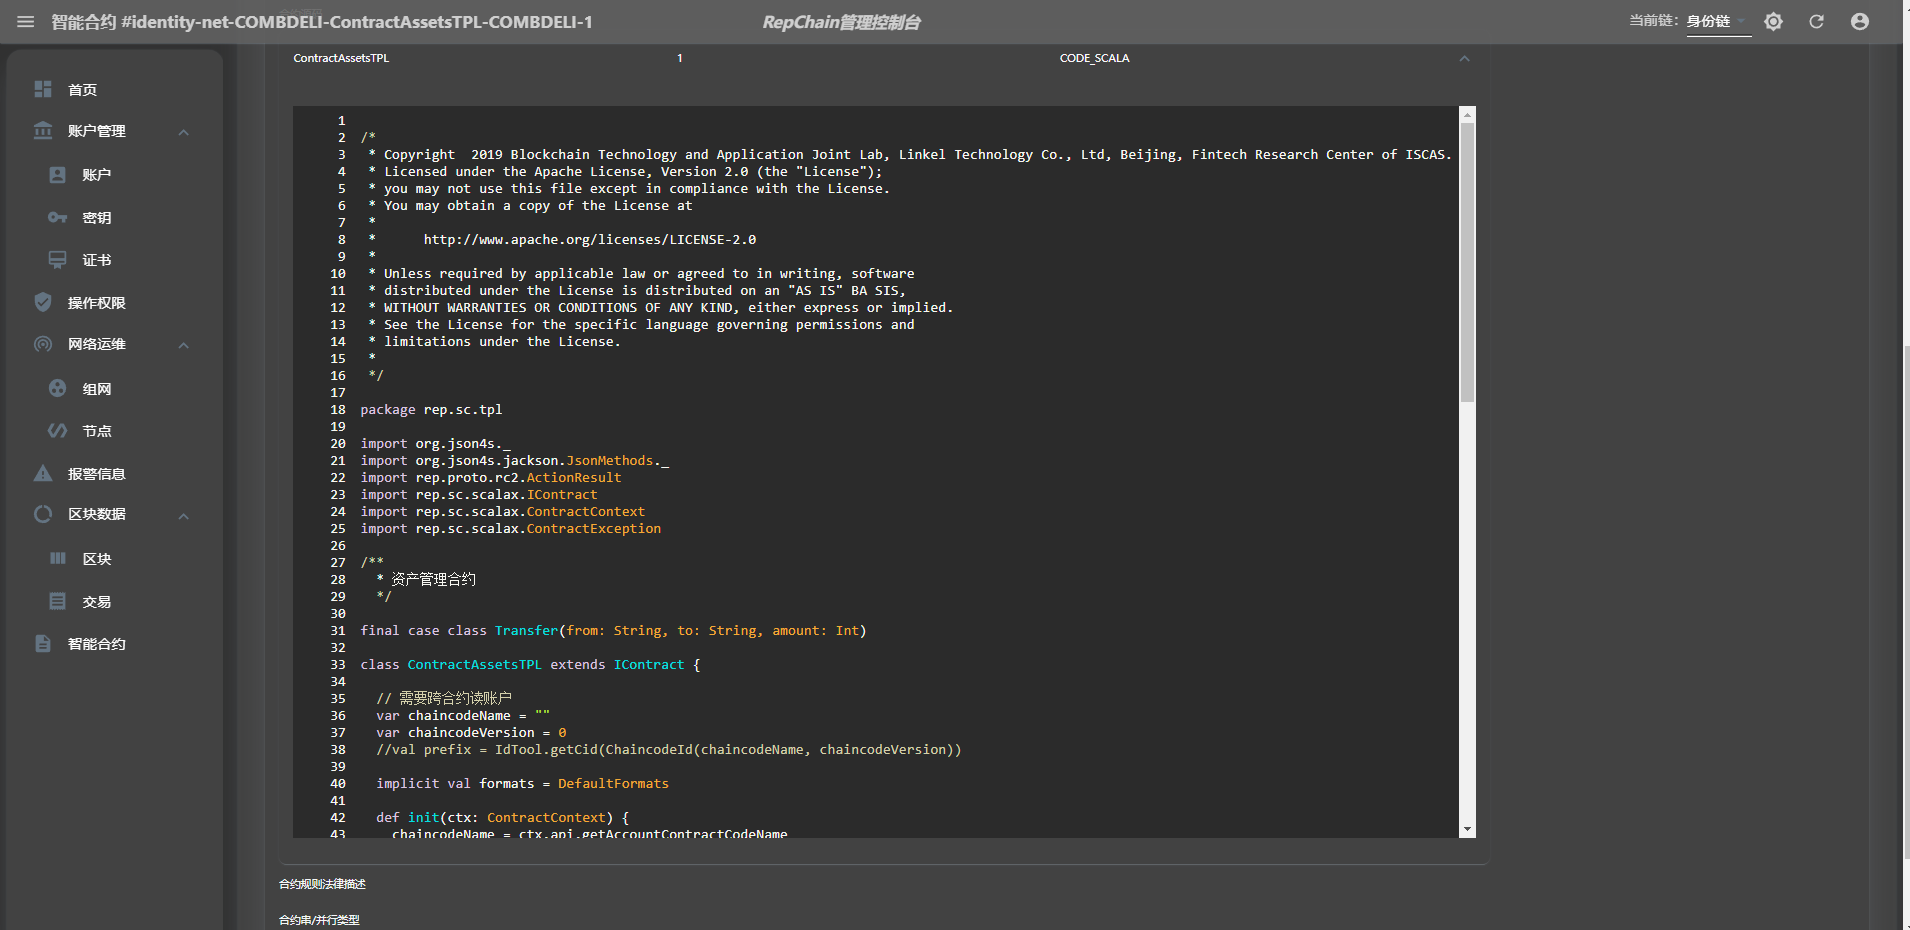 智能合约 #identity-net-COMBDELI-ContractAssetsTPL-COMBDELI-1
RepChain管理控制台
当前链：
身份链
首页
账户管理
账户
密钥
证书
操作权限
网络运维
组网
节点
报警信息
区块数据
区块
交易
智能合约
ContractAssetsTPL 1 CODE_SCALA
1
2 /*
3 * Copyright  2019 Blockchain Technology and Application Joint Lab, Linkel Technology Co., Ltd, Beijing, Fintech Research Center of ISCAS.
4 * Licensed under the Apache License, Version 2.0 (the "License");
5 * you may not use this file except in compliance with the License.
6 * You may obtain a copy of the License at
7 *
8 *      http://www.apache.org/licenses/LICENSE-2.0
9 *
10 * Unless required by applicable law or agreed to in writing, software
11 * distributed under the License is distributed on an "AS IS" BA SIS,
12 * WITHOUT WARRANTIES OR CONDITIONS OF ANY KIND, either express or implied.
13 * See the License for the specific language governing permissions and
14 * limitations under the License.
15 *
16 */
17
18 package rep.sc.tpl
19
20 import org.json4s._
21 import org.json4s.jackson.JsonMethods._
22 import rep.proto.rc2.ActionResult
23 import rep.sc.scalax.IContract
24 import rep.sc.scalax.ContractContext
25 import rep.sc.scalax.ContractException
26
27 /**
28 * 资产管理合约
29 */
30
31 final case class Transfer(from: String, to: String, amount: Int)
32
33 class ContractAssetsTPL extends IContract {
34
35 // 需要跨合约读账户
36 var chaincodeName = ""
37 var chaincodeVersion = 0
38 //val prefix = IdTool.getCid(ChaincodeId(chaincodeName, chaincodeVersion))
39
40 implicit val formats = DefaultFormats
41
42 def init(ctx: ContractContext) {
43 chaincodeName = ctx.api.getAccountContractCodeName
合约规则法律描述
合约串/并行类型